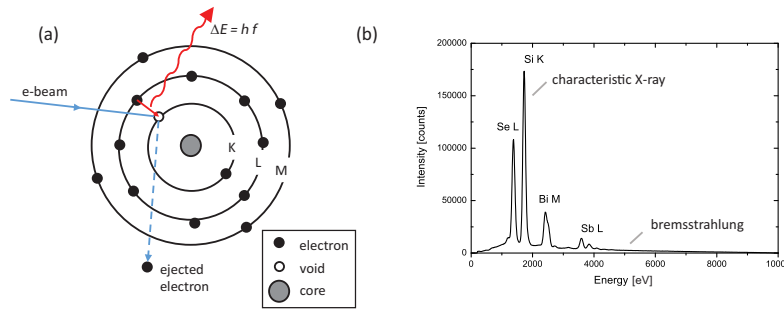 (a)
ΔE = h f
e-beam
K
L
M
electron
void
core
ejected
electron
(b)
200000
150000
100000
50000
0
Intensity [counts]
Si K
characteristic X-ray
Se L
Bi M
Sb L
bremsstrahlung
0
2000
4000
6000
8000
10000
Energy [eV]